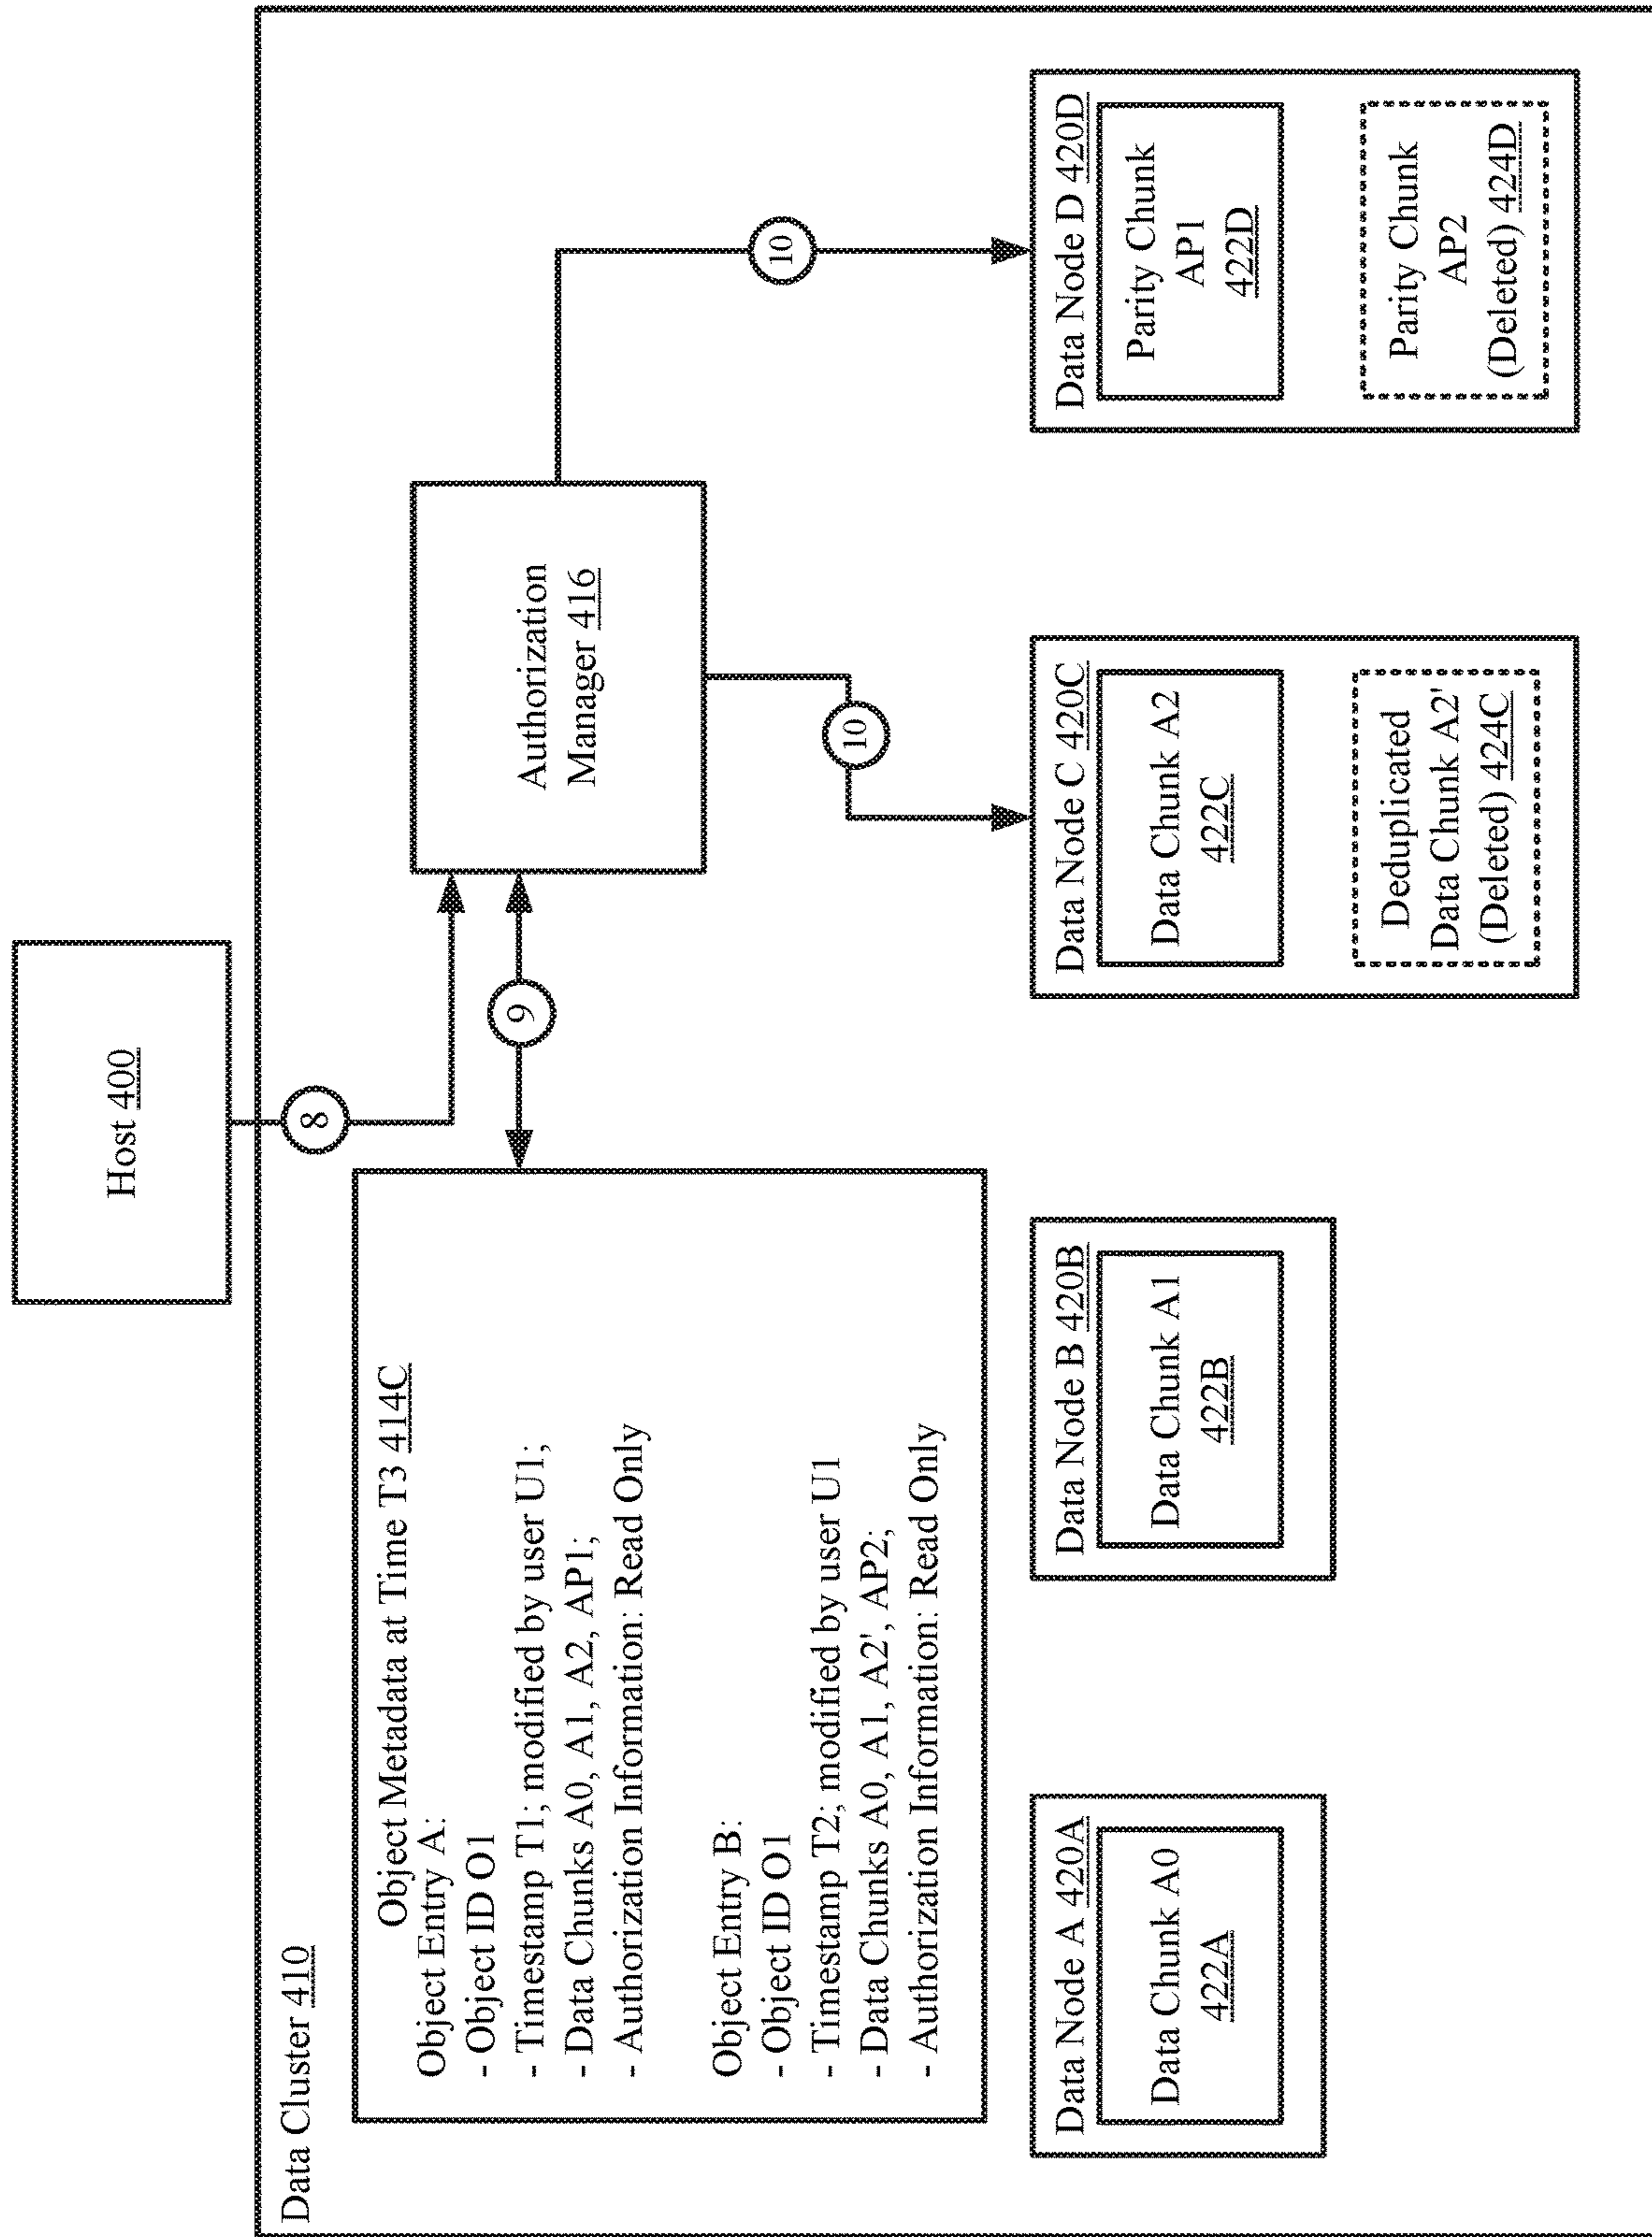 Host 400
Data Cluster 410
8
Object Metadata at Time T3 414C
Object Entry A:
- Object ID O1
- Timestamp T1; modified by user U1;
- Data Chunks A0, A1, A2, AP1;
- Authorization Information: Read Only
Object Entry B:
- Object ID O1
- Timestamp T2; modified by user U1
- Data Chunks A0, A1, A2', AP2;
- Authorization Information: Read Only
9
Authorization
Manager 416
10
10
Data Node A 420A
Data Chunk A0
422A
Data Node B 420B
Data Chunk A1
422B
Data Node C 420C
Data Chunk A2
422C
Deduplicated
Data Chunk A2'
(Deleted) 424C
Data Node D 420D
Parity Chunk
AP1
422D
Parity Chunk
AP2
(Deleted) 424D